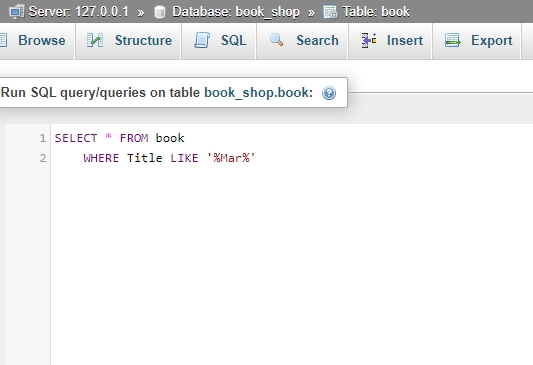 Server: 127.0.0.1 » Database: book_shop » Table: book
Browse Structure SQL Search Insert Export
Run SQL query/queries on table book_shop.book:
1 SELECT * FROM book
2 WHERE Title LIKE '%Mar%'